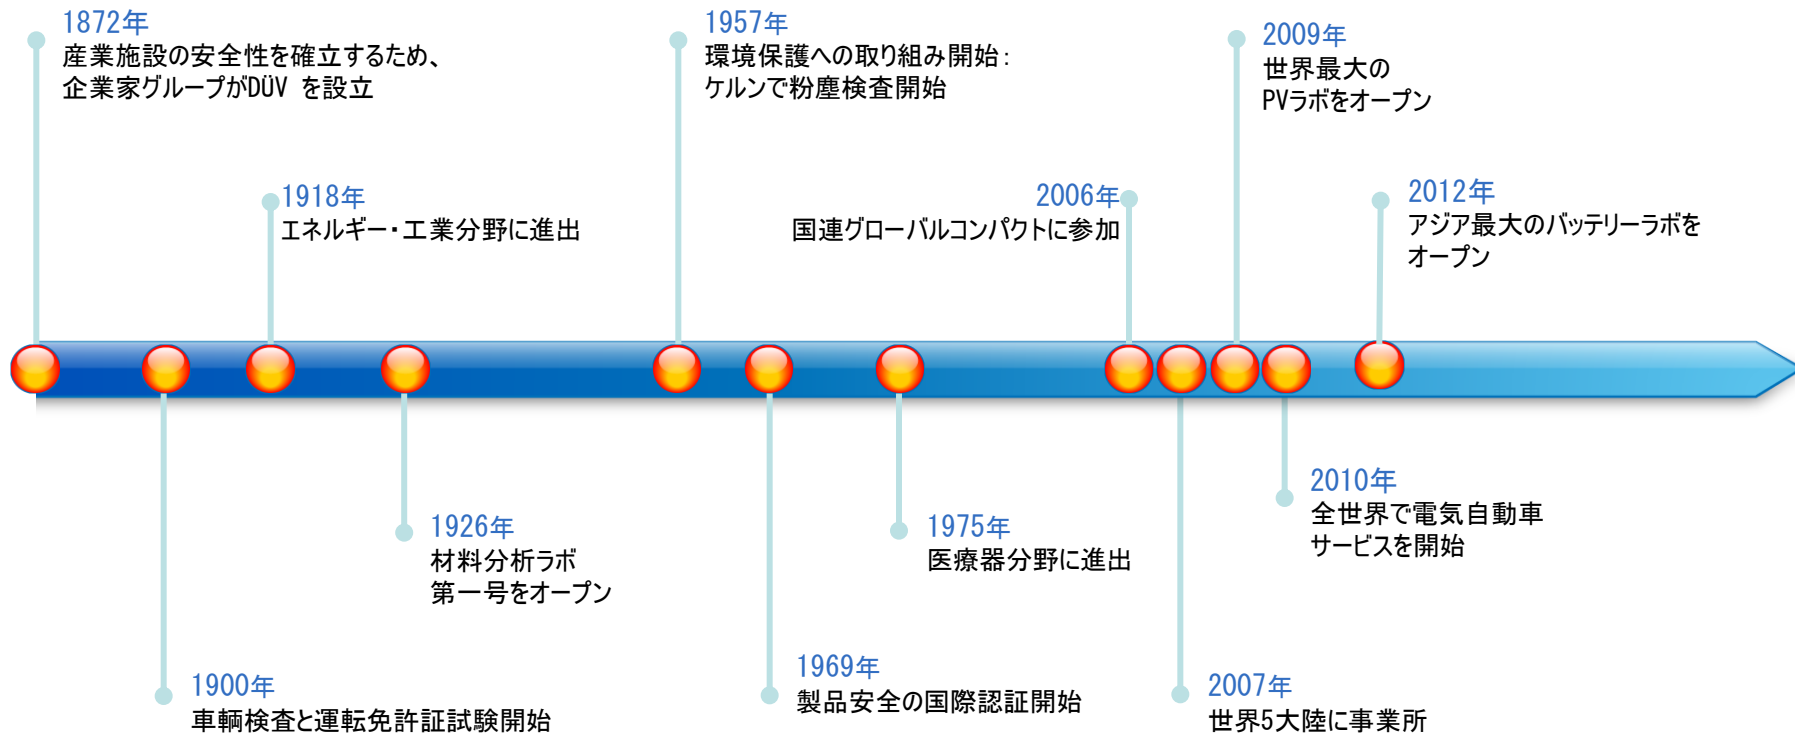 1872年
産業施設の安全性を確立するため、
企業家グループがDÜV を設立
1957年
環境保護への取り組み開始：
ケルンで粉塵検査開始
2009年
世界最大の
PVラボをオープン
1918年
エネルギー・工業分野に進出
2006年
国連グローバルコンパクトに参加
2012年
アジア最大のバッテリーラボを
オープン
1926年
材料分析ラボ
第一号をオープン
1975年
医療器分野に進出
2010年
全世界で電気自動車
サービスを開始
1900年
車輌検査と運転免許証試験開始
1969年
製品安全の国際認証開始
2007年
世界5大陸に事業所